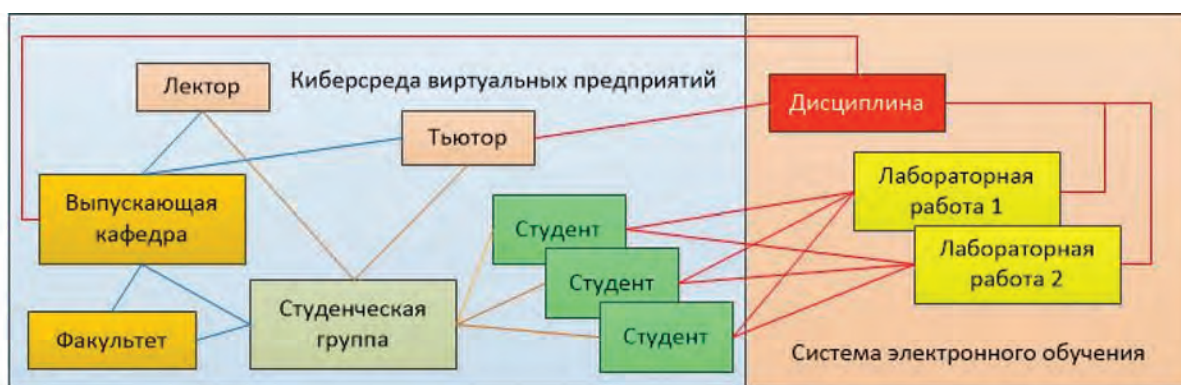 Лектор
Киберсреда виртуальных предприятий
Дисциплина
Тьютор
Выпускающая
кафедра
Студент
Лабораторная
работа 1
Лабораторная
работа 2
Студент
Студенческая
группа
Студент
Факультет
Система электронного обучения